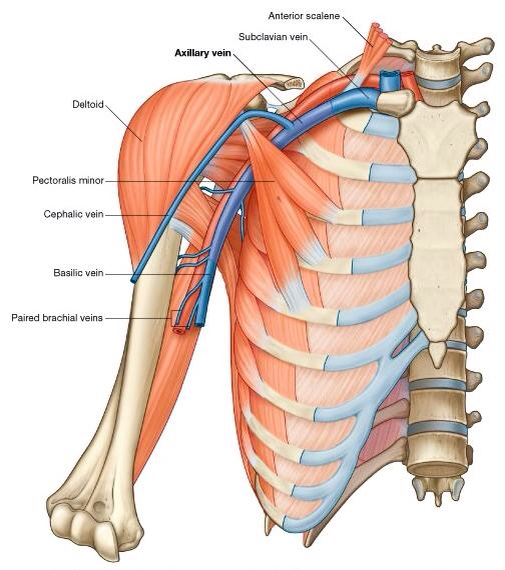 Anterior scalene
Subclavian vein
Axillary vein
Deltoid
Pectoralis minor
Cephalic vein
Basilic vein
Paired brachial veins